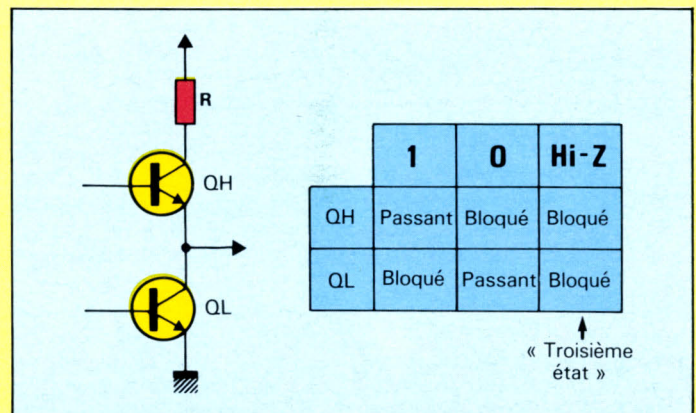 R
QH
QL
1 0 Hi-Z
QH Passant Bloqué Bloqué
QL Bloqué Passant Bloqué
« Troisième
état »